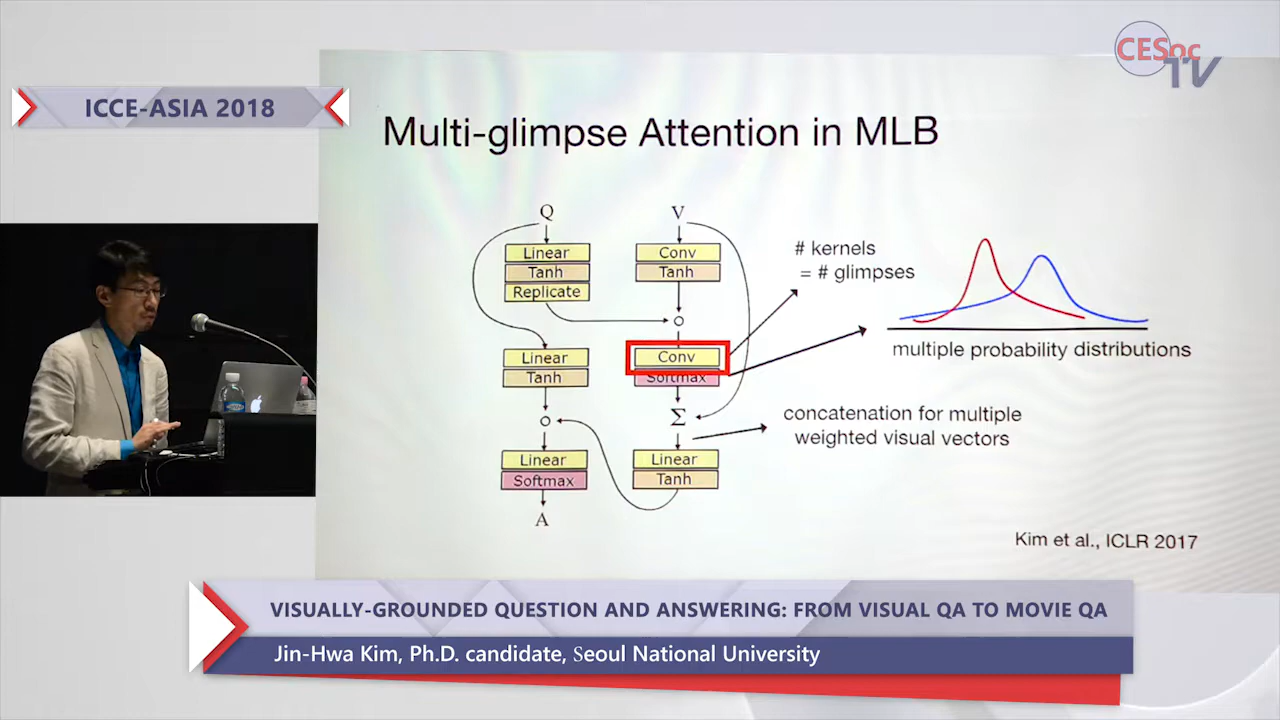 CESoc
TV
ICCE-ASIA 2018
Multi-glimpse Attention in MLB
Q
V
Linear
Tanh
Replicate
Conv
Tanh
# kernels
= # glimpses
Linear
Tanh
Conv
Softmax
multiple probability distributions
Σ
concatenation for multiple
weighted visual vectors
Linear
Softmax
Linear
Tanh
A
Kim et al., ICLR 2017
VISUALLY-GROUNDED QUESTION AND ANSWERING: FROM VISUAL QA TO MOVIE QA
Jin-Hwa Kim, Ph.D. candidate, Seoul National University